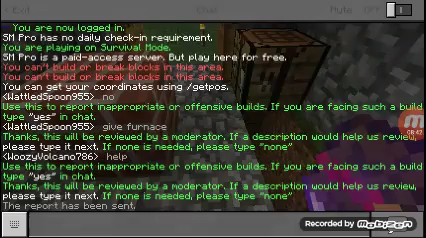 Exit
Chat
Mute
OFF
You are now logged in.
SM Pro has no daily check-in requirement.
You are playing on Survival Mode.
SM Pro is a paid-access server. But play here for free.
You can't build or break blocks in this area.
You can't build or break blocks in this area.
You can get your coordinates using /getpos.
<WattledSpoon955> no
Use this to report inappropriate or offensive builds. If you are facing such a build
type "yes" in chat.
<WattledSpoon955> give furnace
Thanks, this will be reviewed by a moderator. If a description would help us review,
please type it next. If none is needed, please type "none"
<WoozyVolcano786> help
Use this to report inappropriate or offensive builds. If you are facing such a build
type "yes" in chat.
Thanks, this will be reviewed by a moderator. If a description would help us review,
please type it next. If none is needed, please type "none"
The report has been sent.
08:42
Recorded by Mobizen